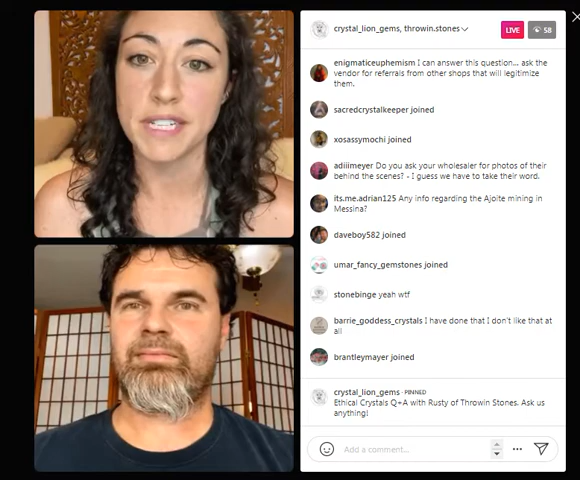 crystal_lion_gems, throwin.stones
LIVE
58
enigmaticeuphemism I can answer this question... ask the
vendor for referrals from other shops that will legitimize
them.
sacredcrystalkeeper joined
xosassymochi joined
adiiimeyer Do you ask your wholesaler for photos of their
behind the scenes? - I guess we have to take their word.
its.me.adrian125 Any info regarding the Ajoite mining in
Messina?
daveboy582 joined
umar_fancy_gemstones joined
stonebinge yeah wtf
barrie_goddess_crystals I have done that I don't like that at
all
brantleymayer joined
crystal_lion_gems · PINNED
Ethical Crystals Q+A with Rusty of Throwin Stones. Ask us
anything!
Add a comment...